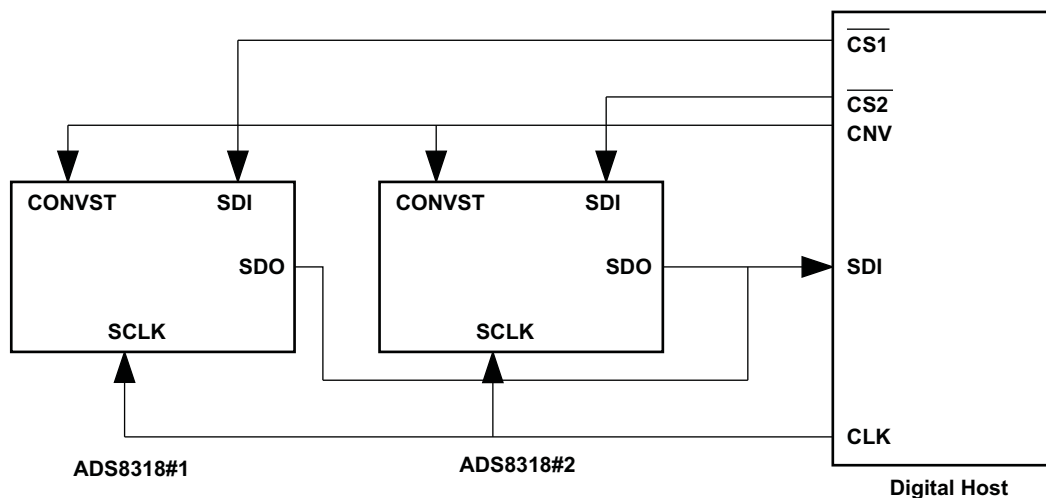 CS1
CS2
CNV
CONVST SDI
CONVST SDI
SDO
SDO
SDI
SCLK
SCLK
CLK
ADS8318#1
ADS8318#2
Digital Host